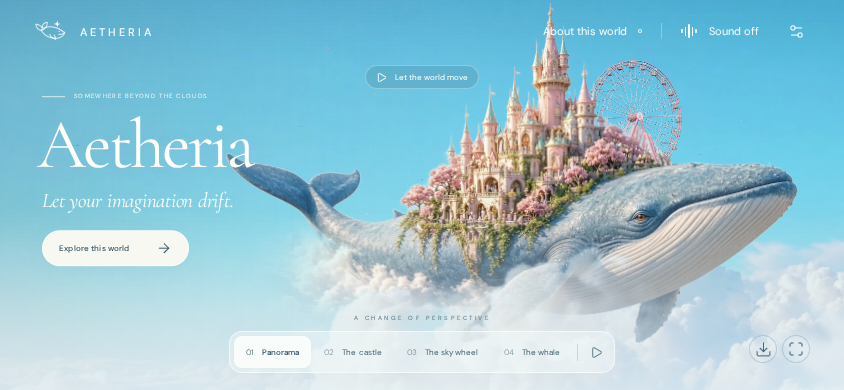 AETHERIA
About this world
Sound off
Let the world move
SOMEWHERE BEYOND THE CLOUDS
Aetheria
Let your imagination drift.
Explore this world
A CHANGE OF PERSPECTIVE
01 Panorama
02 The castle
03 The sky wheel
04 The whale